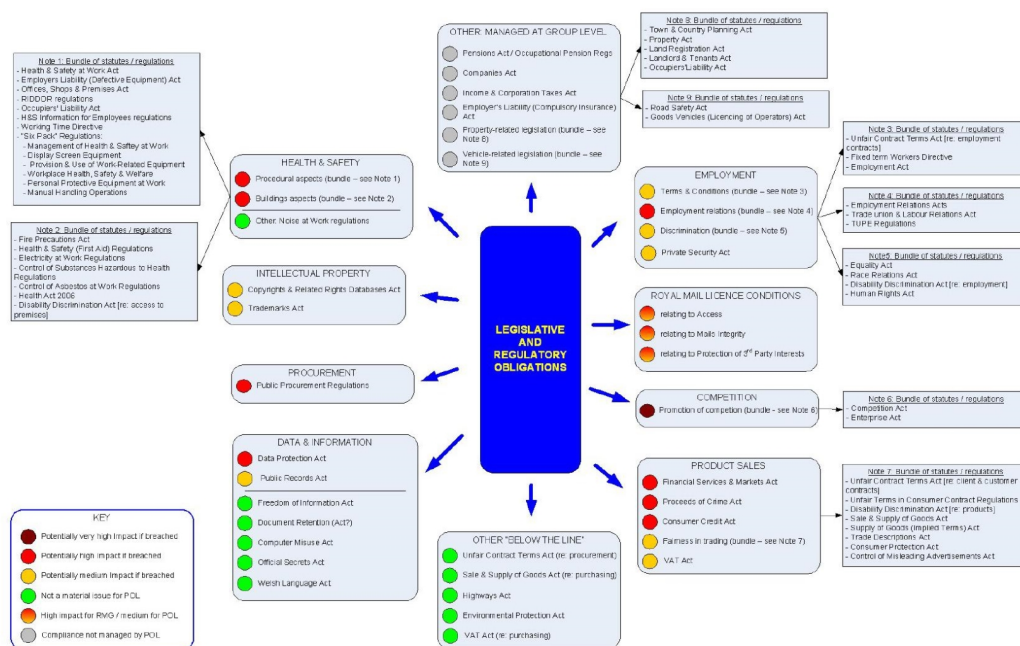 Note 1: Bundle of statutes / regulations
- Health & Safety at Work Act
- Employers Liability (Defective Equipment) Act
- Offices, Shops & Premises Act
- RIDDOR regulations
- Occupiers' Liability Act
- H&S Information for Employees regulations
- Working Time Directive
- "Six Pack" Regulations:
- Management of Health & Saftey at Work
- Display Screen Equipment
- Provision & Use of Work-Related Equipment
- Workplace Health, Safety & Welfare
- Personal Protective Equipment at Work
- Manual Handling Operations
Note 2: Bundle of statutes / regulations
- Fire Precautions Act
- Health & Safety (First Aid) Regulations
- Electricity at Work Regulations
- Control of Substances Hazardous to Health
Regulations
- Control of Asbestos at Work Regulations
- Health Act 2006
- Disability Discrimination Act [re: access to
premises]
HEALTH & SAFETY
Procedural aspects (bundle – see Note 1)
Buildings aspects (bundle – see Note 2)
Other: Noise at Work regulations
INTELLECTUAL PROPERTY
Copyrights & Related Rights Databases Act
Trademarks Act
PROCUREMENT
Public Procurement Regulations
DATA & INFORMATION
Data Protection Act
Public Records Act
Freedom of Information Act
Document Retention (Act?)
Computer Misuse Act
Official Secrets Act
Welsh Language Act
KEY
Potentially very high Impact if breached
Potentially high Impact if breached
Potentially medium Impact if breached
Not a material issue for POL
High impact for RMG / medium for POL
Compliance not managed by POL
OTHER: MANAGED AT GROUP LEVEL
Pensions Act / Occupational Pension Regs
Companies Act
Income & Corporation Taxes Act
Employer's Liability (Compulsory Insurance)
Act
Property-related legislation (bundle – see
Note 8)
Vehicle-related legislation (bundle – see
Note 9)
LEGISLATIVE
AND
REGULATORY
OBLIGATIONS
OTHER "BELOW THE LINE"
Unfair Contract Terms Act (re: procurement)
Sale & Supply of Goods Act (re: purchasing)
Highways Act
Environmental Protection Act
VAT Act (re: purchasing)
Note 8: Bundle of statutes / regulations
- Town & Country Planning Act
- Property Act
- Land Registration Act
- Landlord & Tenants Act
- Occupiers'Liability Act
Note 9: Bundle of statutes / regulations
- Road Safety Act
- Goods Vehicles (Licencing of Operators) Act
EMPLOYMENT
Terms & Conditions (bundle – see Note 3)
Employment relations (bundle – see Note 4)
Discrimination (bundle – see Note 5)
Private Security Act
Note 3: Bundle of statutes / regulations
- Unfair Contract Terms Act [re: employment
contracts]
- Fixed term Workers Directive
- Employment Act
Note 4: Bundle of statutes / regulations
- Employment Relations Acts
- Trade union & Labour Relations Act
- TUPE Regulations
Note5: Bundle of statutes / regulations
- Equality Act
- Race Relations Act
- Disability Discrimination Act [re: employment]
- Human Rights Act
ROYAL MAIL LICENCE CONDITIONS
relating to Access
relating to Mails Integrity
relating to Protection of 3rd Party Interests
COMPETITION
Promotion of competion (bundle - see Note 6)
Note 6: Bundle of statutes / regulations
- Competition Act
- Enterprise Act
PRODUCT SALES
Financial Services & Markets Act
Proceeds of Crime Act
Consumer Credit Act
Fairness in trading (bundle – see Note 7)
VAT Act
Note 7: Bundle of statutes / regulations
- Unfair Contract Terms Act [re: client & customer
contracts]
- Unfair Terms in Consumer Contract Regulations
- Disability Discrimination Act [re: products]
- Sale & Supply of Goods Act
- Supply of Goods (Implied Terms) Act
- Trade Descriptions Act
- Consumer Protection Act
- Control of Misleading Advertisements Act